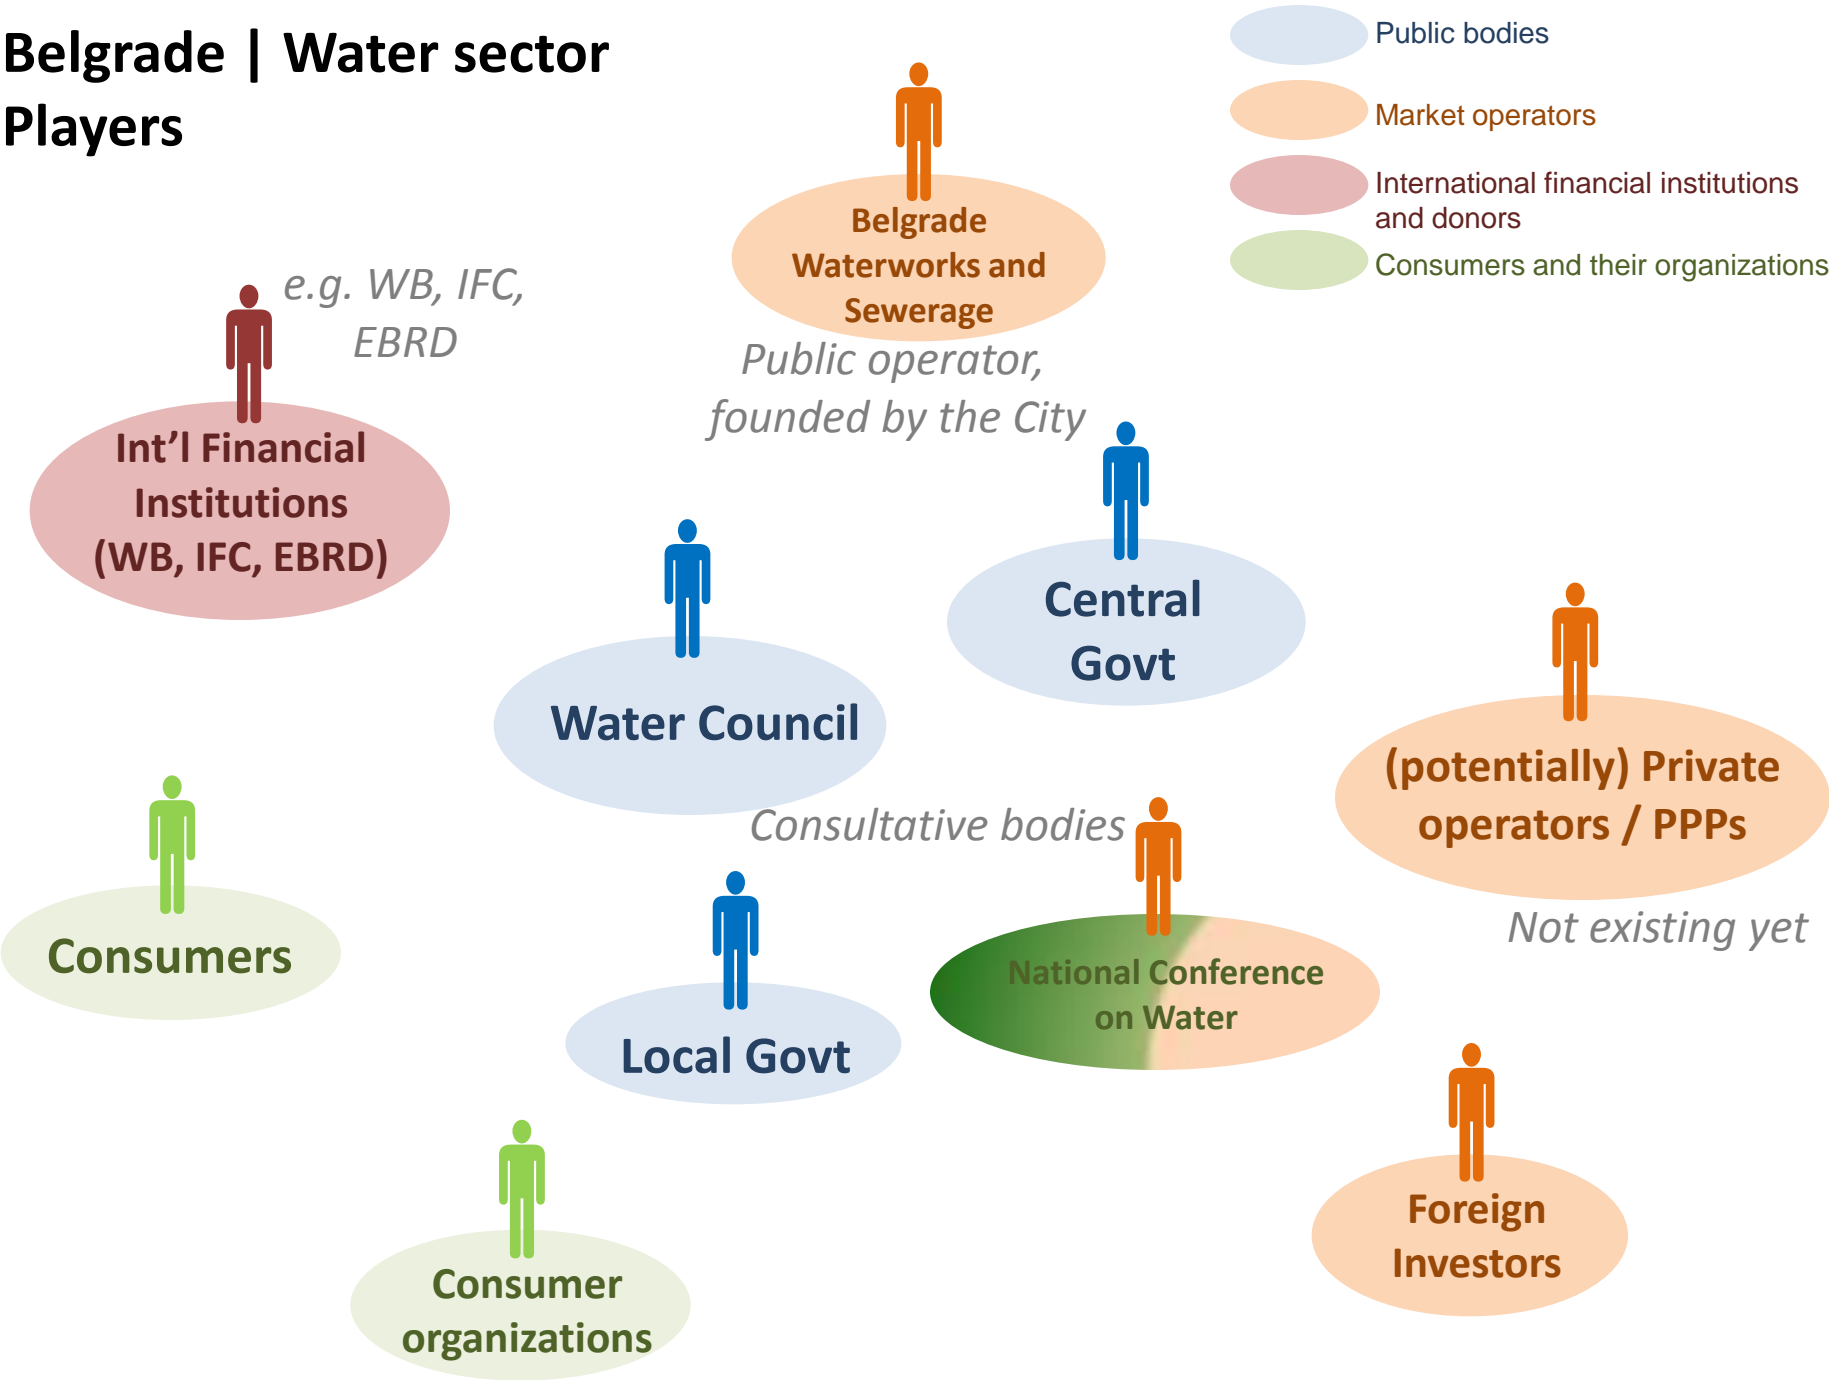 Belgrade | Water sector
Players
Public bodies
Market operators
International financial institutions
and donors
Consumers and their organizations
Belgrade
Waterworks and
Sewerage
Public operator,
founded by the City
e.g. WB, IFC,
EBRD
Int'l Financial
Institutions
(WB, IFC, EBRD)
Central
Govt
Water Council
(potentially) Private
operators / PPPs
Not existing yet
Consultative bodies
Consumers
National Conference
on Water
Local Govt
Foreign
Investors
Consumer
organizations